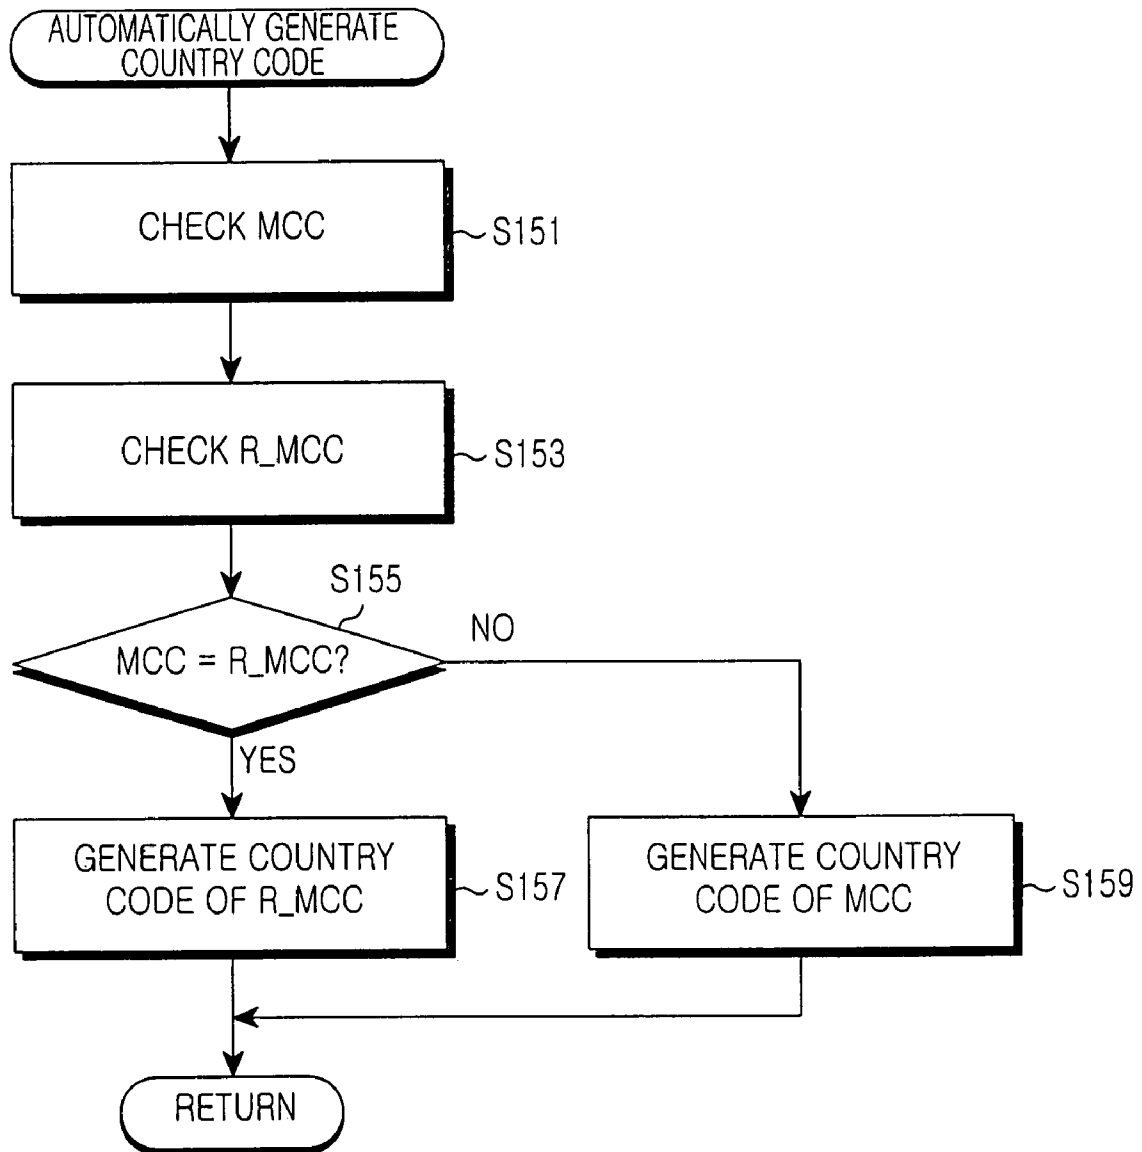 AUTOMATICALLY GENERATE
COUNTRY CODE
CHECK MCC
S151
CHECK R_MCC
S153
S155
MCC = R_MCC?
NO
YES
GENERATE COUNTRY
CODE OF R_MCC
S157
GENERATE COUNTRY
CODE OF MCC
S159
RETURN